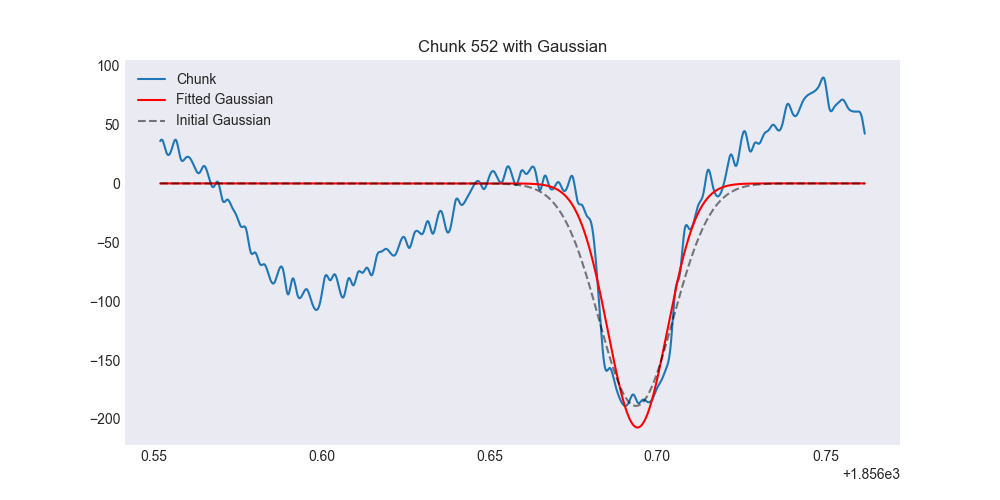 Chunk 552 with Gaussian
Chunk
Fitted Gaussian
Initial Gaussian
100
50
0
−50
−100
−150
−200
0.55 0.60 0.65 0.70 0.75
+1.856e3